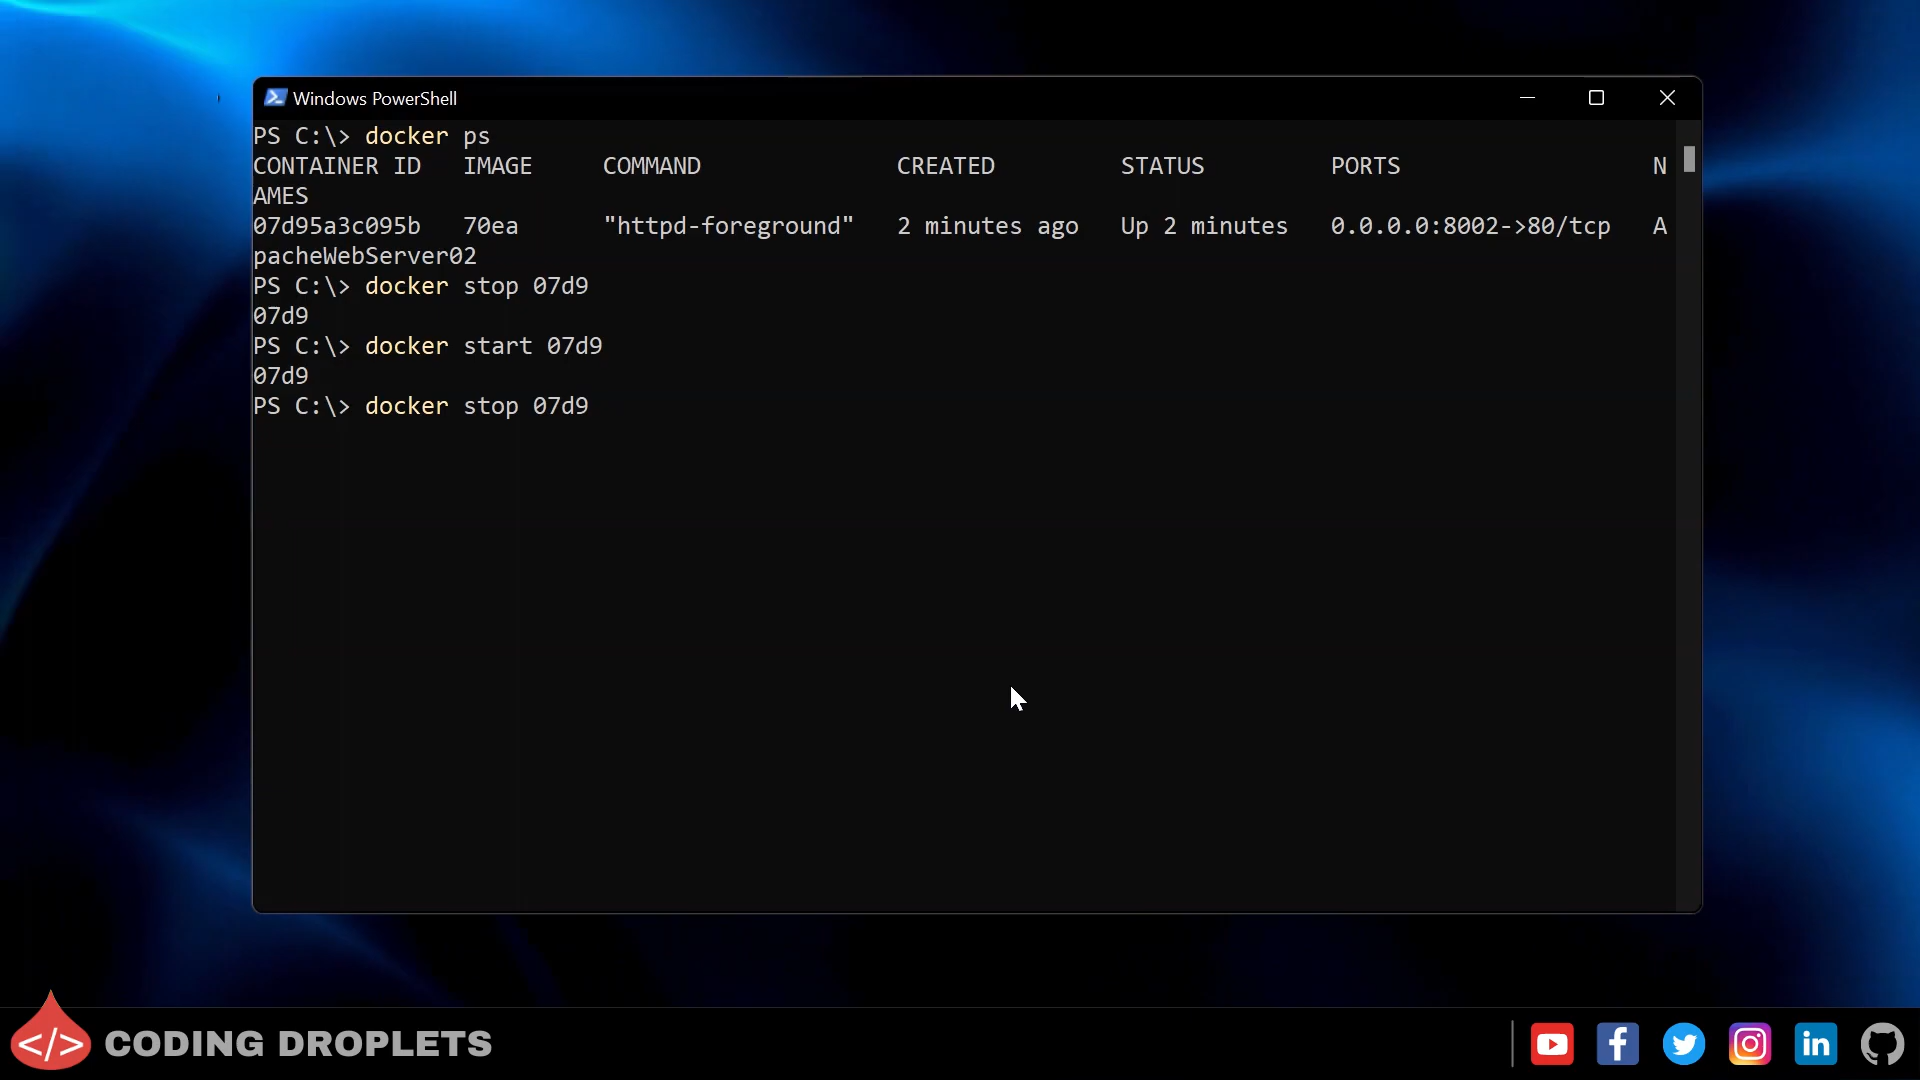 Windows PowerShell
PS C:\> docker ps
CONTAINER ID   IMAGE     COMMAND              CREATED         STATUS         PORTS                  N
AMES
07d95a3c095b   70ea      "httpd-foreground"   2 minutes ago   Up 2 minutes   0.0.0.0:8002->80/tcp   A
pacheWebServer02
PS C:\> docker stop 07d9
07d9
PS C:\> docker start 07d9
07d9
PS C:\> docker stop 07d9
</> CODING DROPLETS